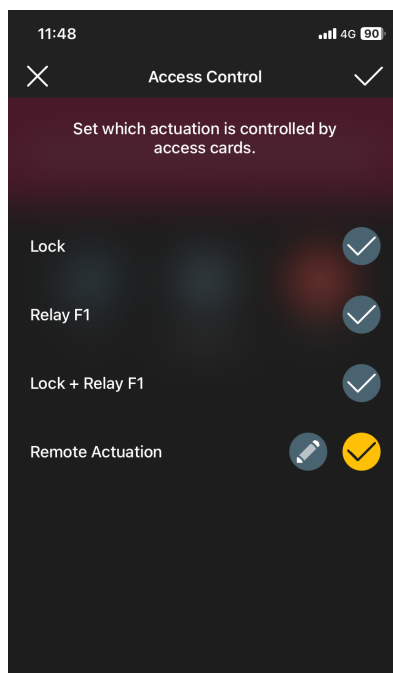 11:48
4G 90
Access Control
Set which actuation is controlled by
access cards.
Lock
Relay F1
Lock + Relay F1
Remote Actuation